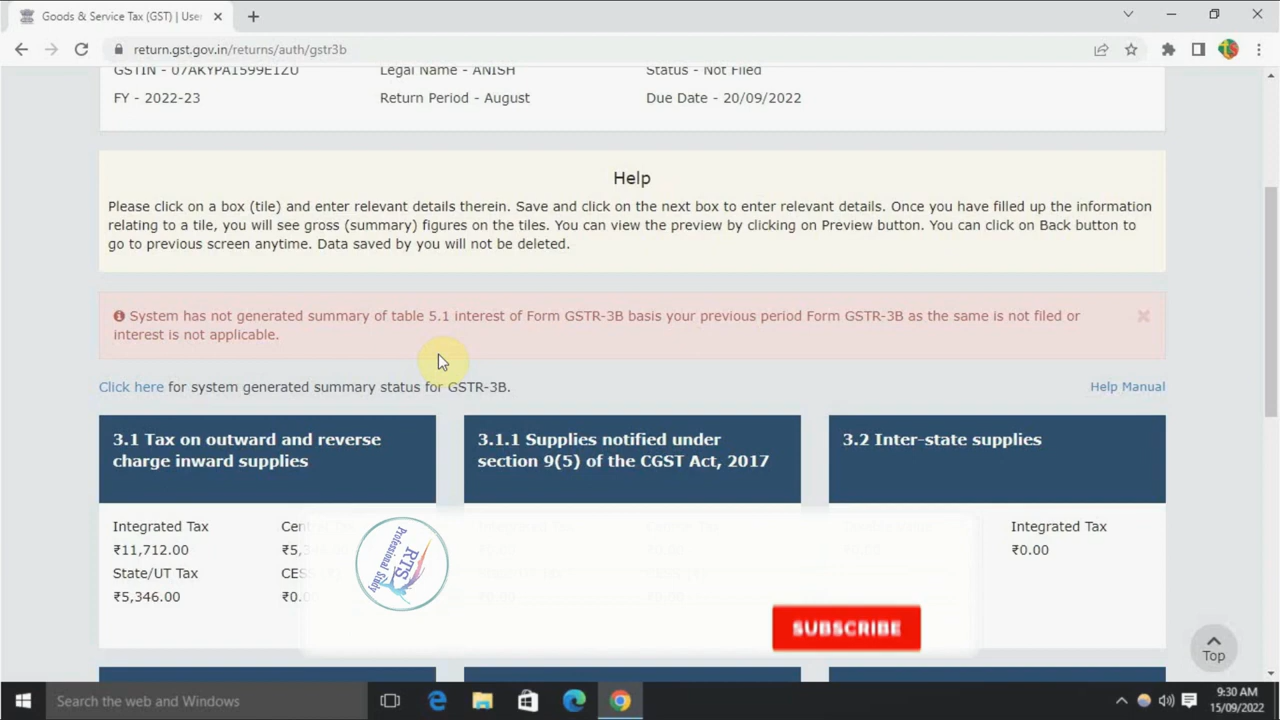 Goods & Service Tax (GST) | User
return.gst.gov.in/returns/auth/gstr3b
GSTIN - 07AKYPA1599E1ZU Legal Name - ANISH Status - Not Filed
FY - 2022-23 Return Period - August Due Date - 20/09/2022
Help
Please click on a box (tile) and enter relevant details therein. Save and click on the next box to enter relevant details. Once you have filled up the information
relating to a tile, you will see gross (summary) figures on the tiles. You can view the preview by clicking on Preview button. You can click on Back button to
go to previous screen anytime. Data saved by you will not be deleted.
System has not generated summary of table 5.1 interest of Form GSTR-3B basis your previous period Form GSTR-3B as the same is not filed or
interest is not applicable.
Click here for system generated summary status for GSTR-3B. Help Manual
3.1 Tax on outward and reverse
charge inward supplies
3.1.1 Supplies notified under
section 9(5) of the CGST Act, 2017
3.2 Inter-state supplies
Integrated Tax
₹11,712.00
State/UT Tax CESS
₹5,346.00
Integrated Tax
₹0.00
RTS
Professional Study
SUBSCRIBE
Top
Search the web and Windows
9:30 AM
15/09/2022